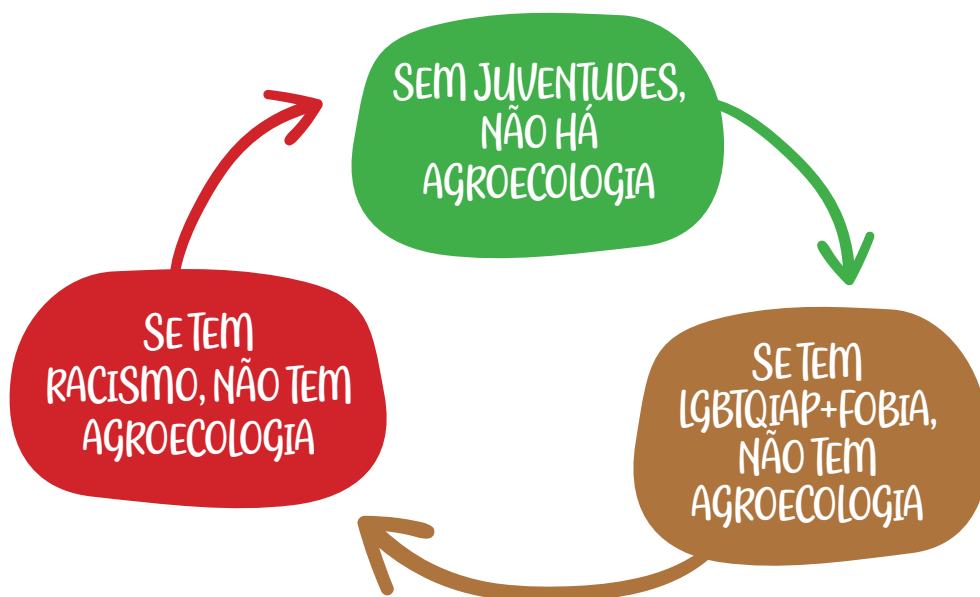 SEM JUVENTUDES,
NÃO HÁ
AGROECOLOGIA
SE TEM
LGBTQIAP+FOBIA,
NÃO TEM
AGROECOLOGIA
SE TEM
RACISMO, NÃO TEM
AGROECOLOGIA